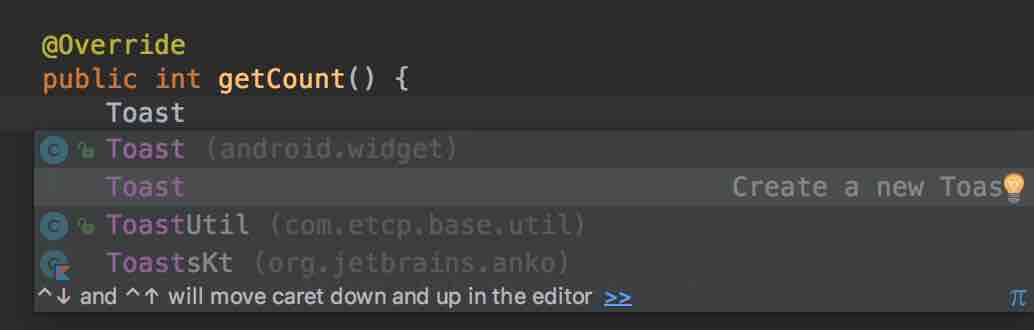 @Override
public int getCount() {
Toast
Toast (android.widget)
Toast Create a new Toas
ToastUtil (com.etcp.base.util)
ToastsKt (org.jetbrains.anko)
^↓ and ^↑ will move caret down and up in the editor >> π